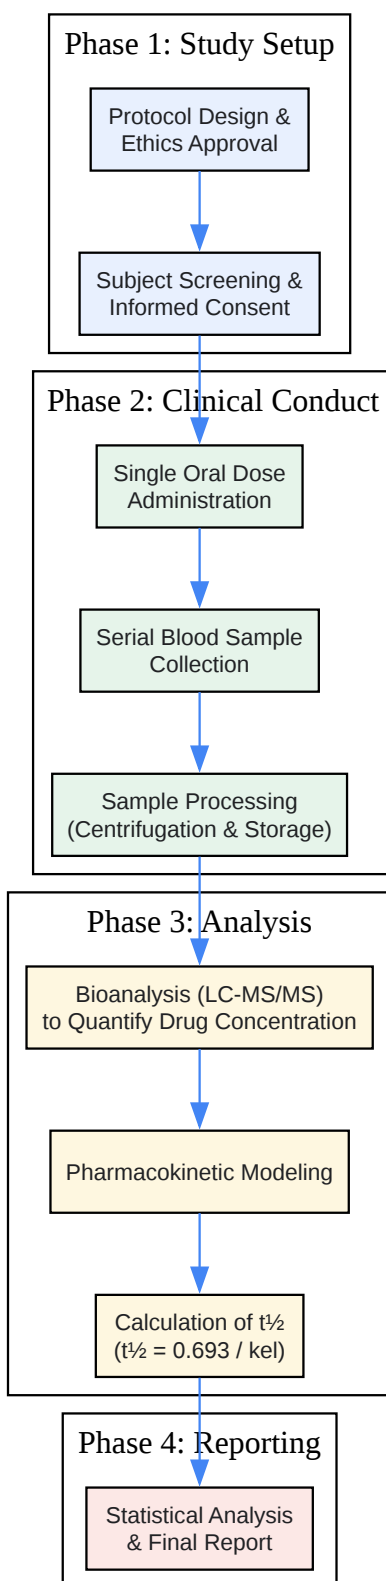 Phase 1: Study Setup
Protocol Design &
Ethics Approval
Subject Screening &
Informed Consent
Phase 2: Clinical Conduct
Single Oral Dose
Administration
Serial Blood Sample
Collection
Sample Processing
(Centrifugation & Storage)
Phase 3: Analysis
Bioanalysis (LC-MS/MS)
to Quantify Drug Concentration
Pharmacokinetic Modeling
Calculation of t½
(t½ = 0.693 / kel)
Phase 4: Reporting
Statistical Analysis
& Final Report